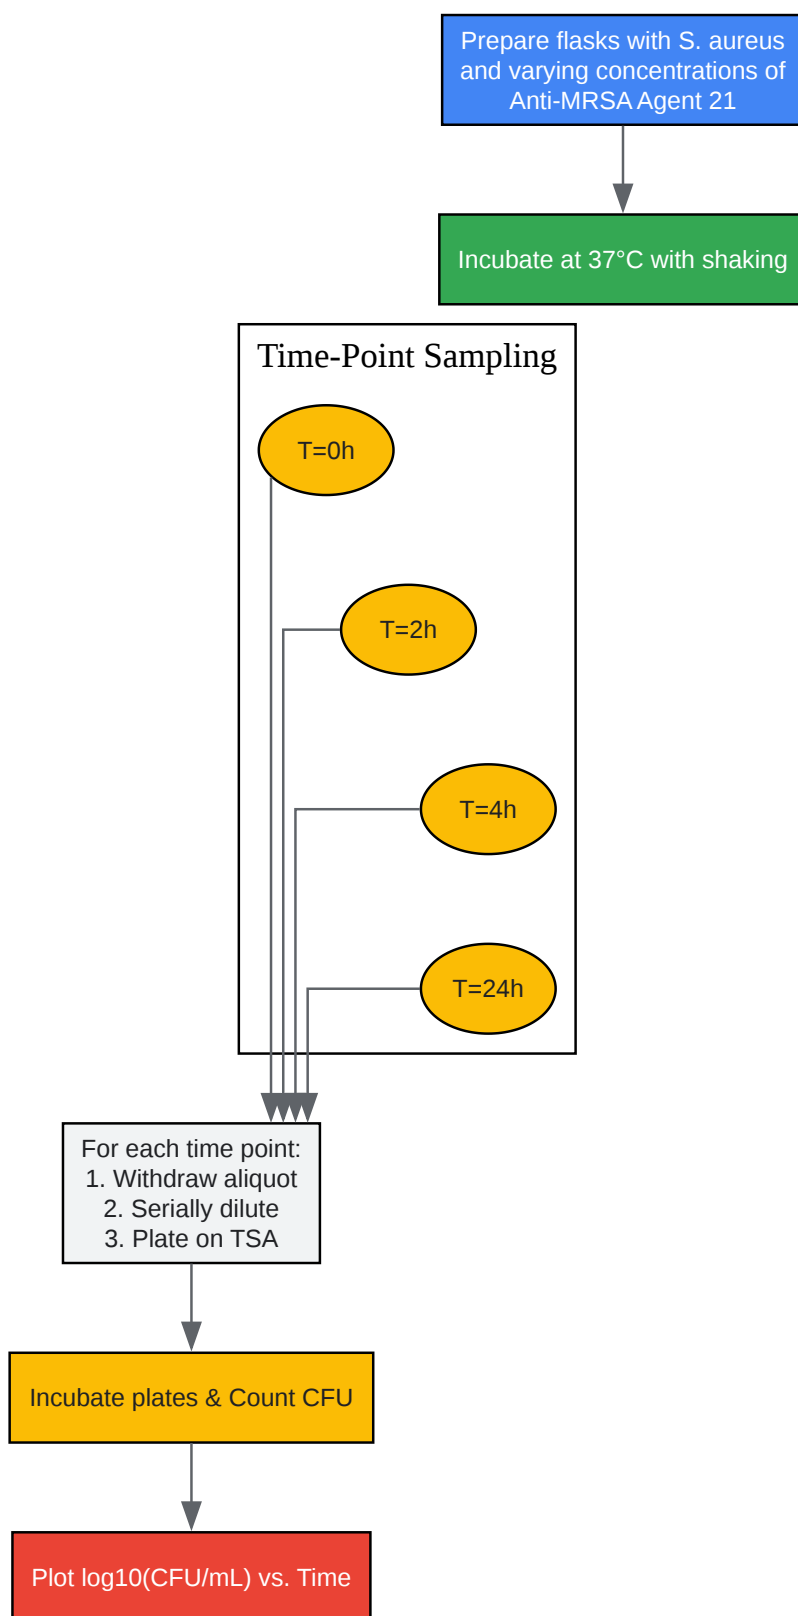 Prepare flasks with S. aureus
and varying concentrations of
Anti-MRSA Agent 21
Incubate at 37°C with shaking
Time-Point Sampling
T=0h
T=2h
T=4h
T=24h
For each time point:
1. Withdraw aliquot
2. Serially dilute
3. Plate on TSA
Incubate plates & Count CFU
Plot log10(CFU/mL) vs. Time